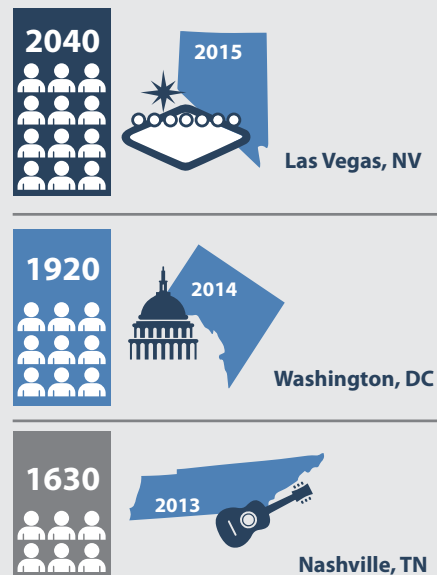 2040
2015
Las Vegas, NV
1920
2014
Washington, DC
1630
2013
Nashville, TN